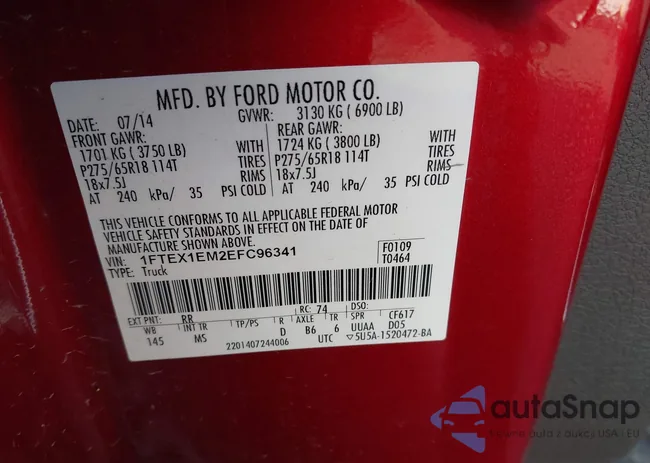 MFD. BY FORD MOTOR CO.
DATE: 07/14 GVWR: 3130 KG ( 6900 LB)
FRONT GAWR: REAR GAWR:
1701 KG ( 3750 LB) WITH 1724 KG ( 3800 LB) WITH
P275/65R18 114T TIRES P275/65R18 114T TIRES
18x7.5J RIMS 18x7.5J RIMS
AT 240 kPa/ 35 PSI COLD AT 240 kPa/ 35 PSI COLD
THIS VEHICLE CONFORMS TO ALL APPLICABLE FEDERAL MOTOR
VEHICLE SAFETY STANDARDS IN EFFECT ON THE DATE OF
MANUFACTURE SHOWN ABOVE.
VIN: 1FTEX1EM2EFC96341 F0109
TYPE: Truck T0464
EXT PNT: RR RC: 74 DSO:
WB INT TR TP/PS R AXLE TR SPR CF617
145 MS D B6 6 UUAA D05
2201407244006 UTC 5U5A-1520472-BA
autaSnap
USA - EU